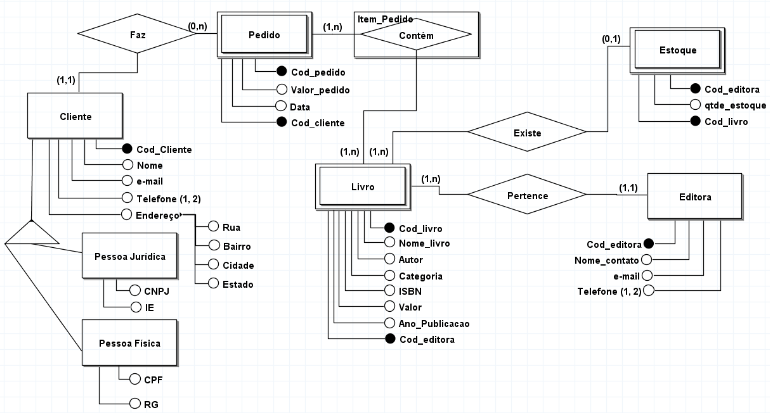 Faz
(0,n)
Pedido
(1,n)
Item_Pedido
Contém
(0,1)
Estoque
Cod_pedido
Valor_pedido
Data
Cod_cliente
Cod_editora
qtde_estoque
Cod_livro
(1,1)
Cliente
Cod_Cliente
Nome
e-mail
Telefone (1, 2)
Endereço
Rua
Bairro
Cidade
Estado
Existe
(1,n)
(1,n)
Livro
(1,n)
Pertence
(1,1)
Editora
Cod_livro
Nome_livro
Autor
Categoria
ISBN
Valor
Ano_Publicacao
Cod_editora
Cod_editora
Nome_contato
e-mail
Telefone (1, 2)
Pessoa Jurídica
CNPJ
IE
Pessoa Física
CPF
RG